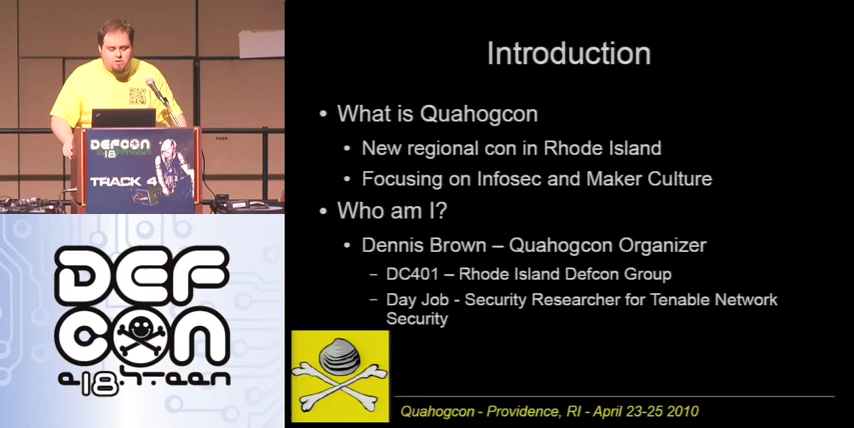 DEFCON
18
TRACK 4
DEF
CON
e18hteen
Introduction
• What is Quahogcon
• New regional con in Rhode Island
• Focusing on Infosec and Maker Culture
• Who am I?
• Dennis Brown – Quahogcon Organizer
– DC401 – Rhode Island Defcon Group
– Day Job - Security Researcher for Tenable Network
Security
Quahogcon - Providence, RI - April 23-25 2010